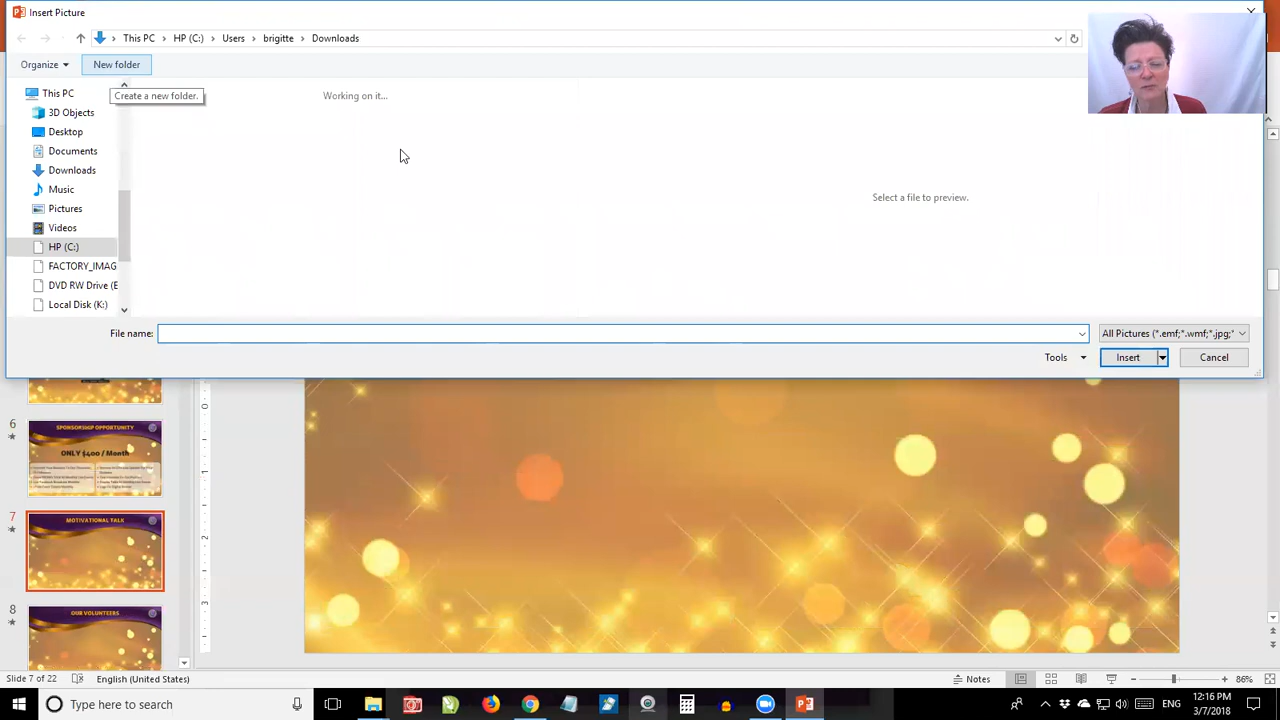 Insert Picture
This PC > HP (C:) > Users > brigitte > Downloads
Organize
New folder
This PC
3D Objects
Desktop
Documents
Downloads
Music
Pictures
Videos
HP (C:)
FACTORY_IMAG
DVD RW Drive (E
Local Disk (K:)
Create a new folder.
Working on it...
Select a file to preview.
File name:
All Pictures (*.emf;*.wmf;*.jpg;*
Tools
Insert
Cancel
6
SPONSORSHIP OPPORTUNITY
ONLY $400 / Month
7
MOTIVATIONAL TALK
8
OUR VOLUNTEERS
0
1
2
3
Slide 7 of 22
English (United States)
Notes
86%
Type here to search
ENG
12:16 PM
3/7/2018